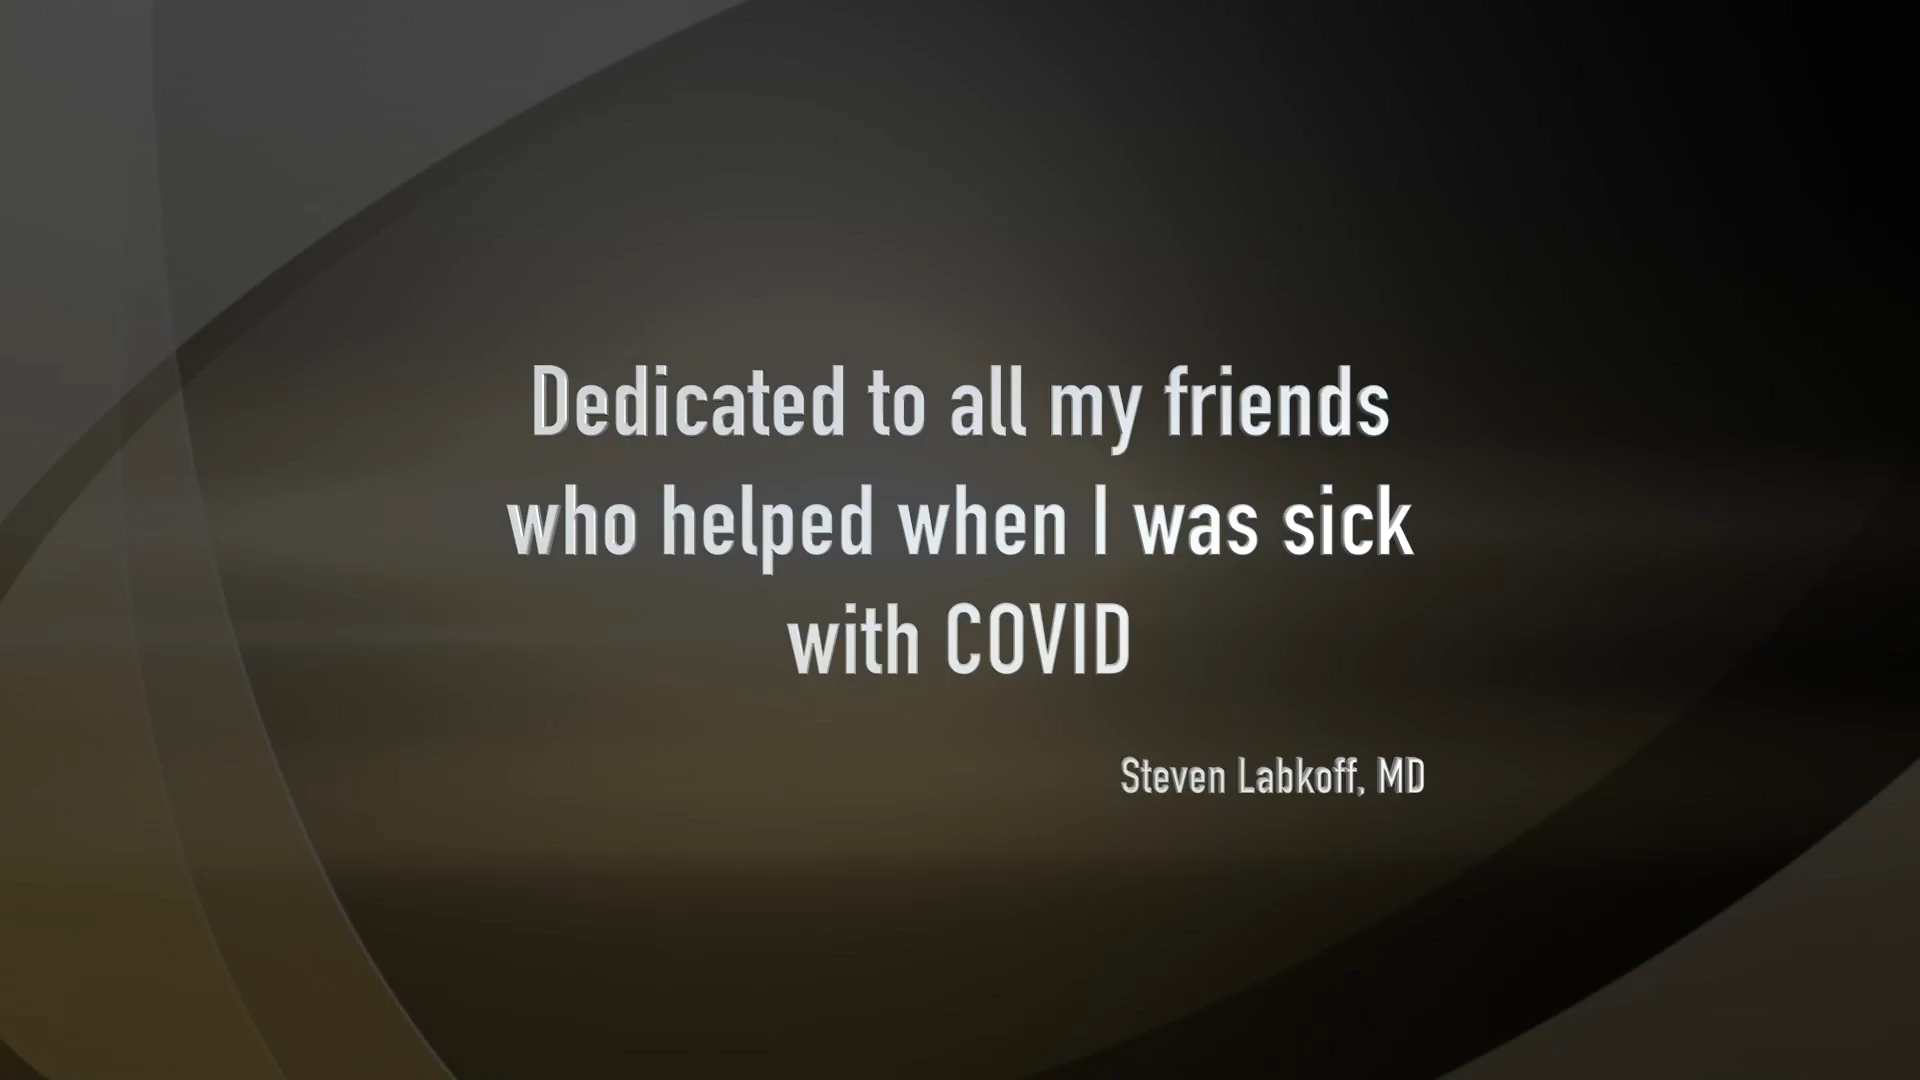 Dedicated to all my friends
who helped when I was sick
with COVID
Steven Labkoff, MD